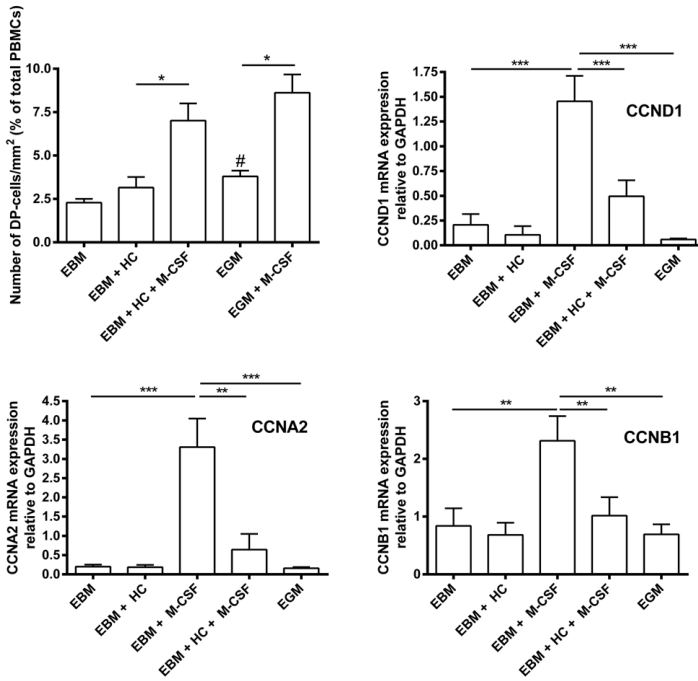 Number of DP-cells/mm² (% of total PBMCs)
10.0
7.5
5.0
2.5
0.0
*
*
#
EBM
EBM + HC
EBM + HC + M-CSF
EGM
EGM + M-CSF
CCND1 mRNA exppression
relative to GAPDH
1.75
1.50
1.25
1.00
0.75
0.50
0.25
0.00
***
***
***
CCND1
EBM
EBM + HC
EBM + M-CSF
EBM + HC + M-CSF
EGM
CCNA2 mRNA expression
relative to GAPDH
4.5
4.0
3.5
3.0
2.5
2.0
1.5
1.0
0.5
0.0
***
***
**
CCNA2
EBM
EBM + HC
EBM + M-CSF
EBM + HC + M-CSF
EGM
CCNB1 mRNA expression
relative to GAPDH
3
2
1
0
**
**
**
CCNB1
EBM
EBM + HC
EBM + M-CSF
EBM + HC + M-CSF
EGM